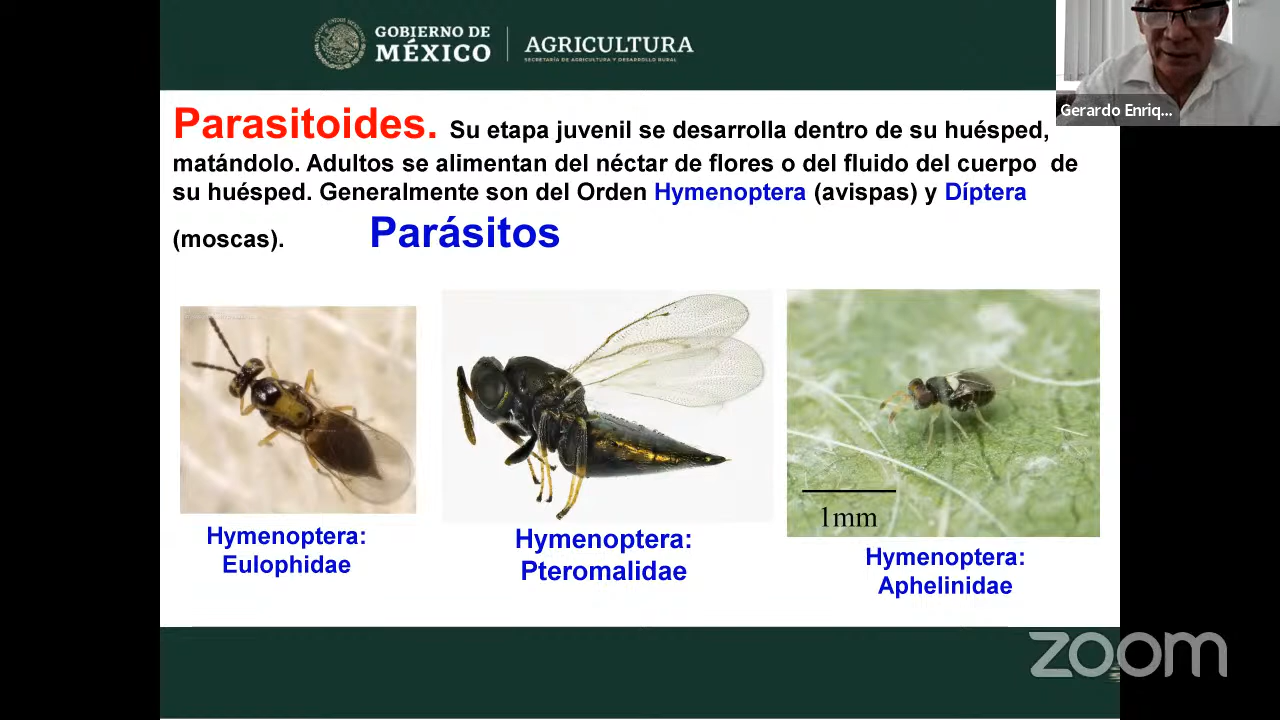 GOBIERNO DE
MÉXICO
AGRICULTURA
SECRETARÍA DE AGRICULTURA Y DESARROLLO RURAL
Gerardo Enriq...
Parasitoides. Su etapa juvenil se desarrolla dentro de su huésped,
matándolo. Adultos se alimentan del néctar de flores o del fluido del cuerpo de
su huésped. Generalmente son del Orden Hymenoptera (avispas) y Díptera
(moscas). Parásitos
1mm
Hymenoptera:
Eulophidae
Hymenoptera:
Pteromalidae
Hymenoptera:
Aphelinidae
zoom